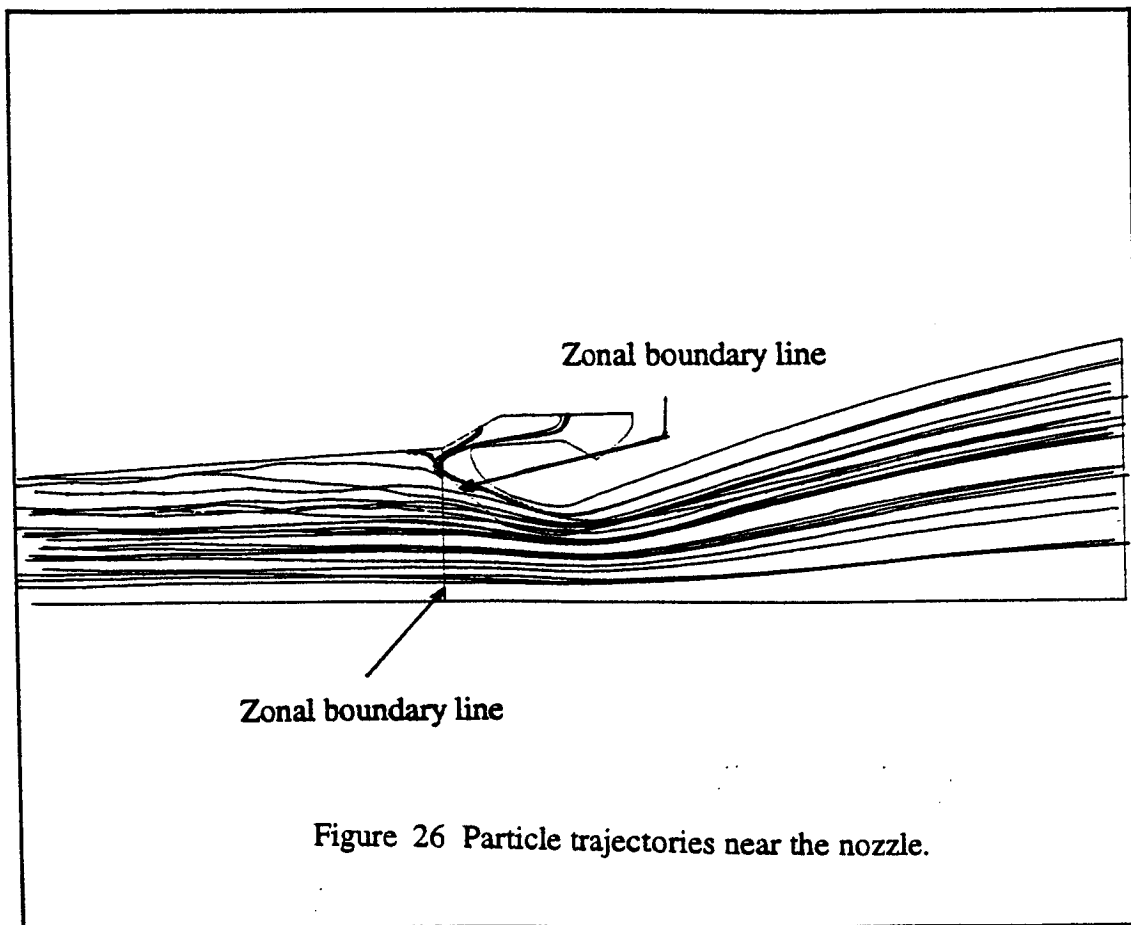 Zonal boundary line
Zonal boundary line
Figure 26 Particle trajectories near the nozzle.